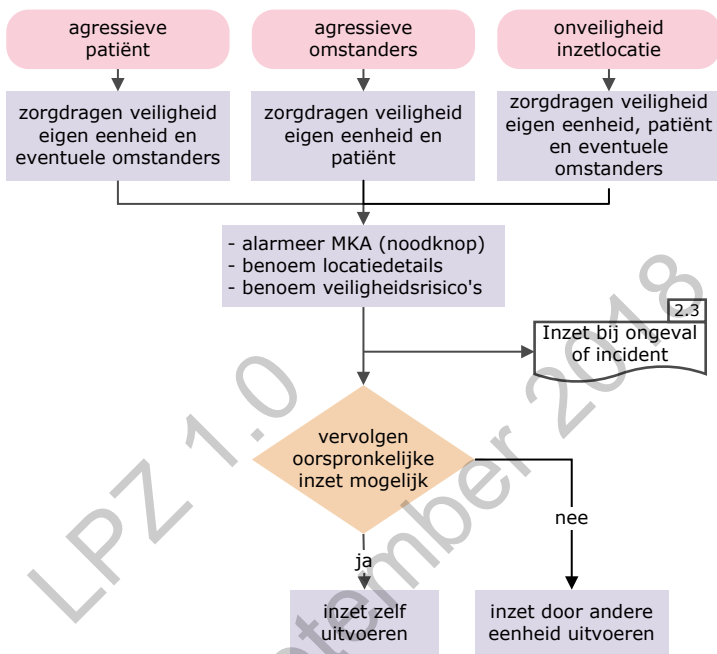 agressieve
patiënt
agressieve
omstanders
onveiligheid
inzetlocatie
zorgdragen veiligheid
eigen eenheid en
eventuele omstanders
zorgdragen veiligheid
eigen eenheid en
patiënt
zorgdragen veiligheid
eigen eenheid, patiënt
en eventuele
omstanders
- alarmeer MKA (noodknop)
- benoem locatiedetails
- benoem veiligheidsrisico's
2.3
Inzet bij ongeval
of incident
vervolgen
oorspronkelijke
inzet mogelijk
nee
ja
inzet zelf
uitvoeren
inzet door andere
eenheid uitvoeren
LPZ 1.0
etember 2018